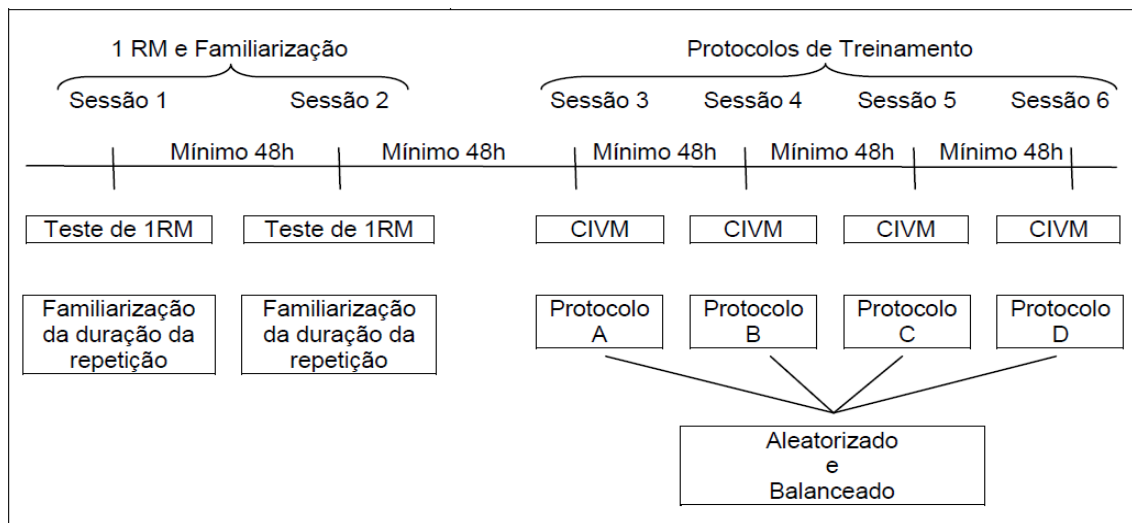 1 RM e Familiarização
Protocolos de Treinamento
Sessão 1
Sessão 2
Sessão 3
Sessão 4
Sessão 5
Sessão 6
Mínimo 48h
Mínimo 48h
Mínimo 48h
Mínimo 48h
Mínimo 48h
Teste de 1RM
Teste de 1RM
CIVM
CIVM
CIVM
CIVM
Familiarização
da duração da
repetição
Familiarização
da duração da
repetição
Protocolo
A
Protocolo
B
Protocolo
C
Protocolo
D
Aleatorizado
e
Balanceado